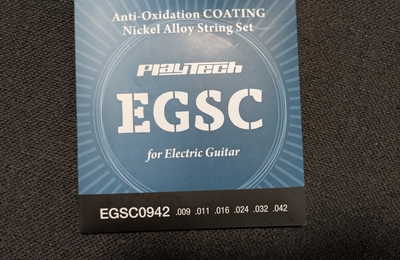 Anti-Oxidation COATING
Nickel Alloy String Set
PLAYTECH
EGSC
for Electric Guitar
EGSC0942 .009 .011 .016 .024 .032 .042